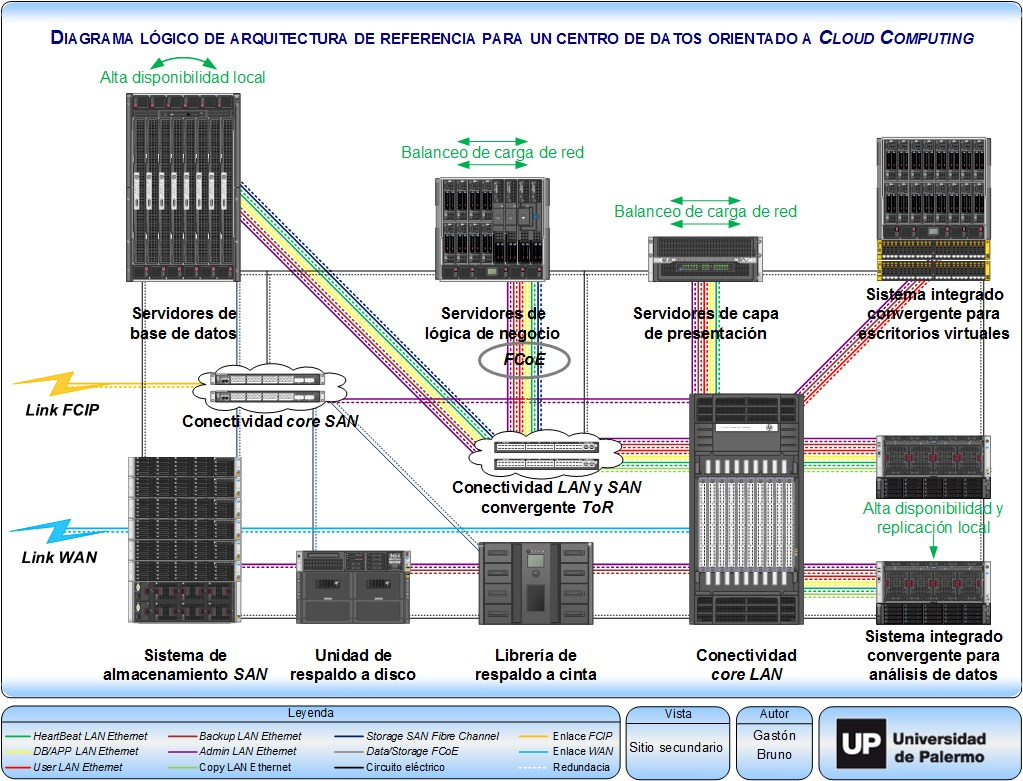 DIAGRAMA LÓGICO DE ARQUITECTURA DE REFERENCIA PARA UN CENTRO DE DATOS ORIENTADO A CLOUD COMPUTING
Alta disponibilidad local
Balanceo de carga de red
Balanceo de carga de red
Servidores de
base de datos
Servidores de
lógica de negocio
FCoE
Servidores de capa
de presentación
Sistema integrado
convergente para
escritorios virtuales
Link FCIP
Conectividad core SAN
Conectividad LAN y SAN
convergente ToR
Alta disponibilidad y
replicación local
Link WAN
Sistema de
almacenamiento SAN
Unidad de
respaldo a disco
Librería de
respaldo a cinta
Conectividad
core LAN
Sistema integrado
convergente para
análisis de datos
Leyenda
HeartBeat LAN Ethernet
Backup LAN Ethernet
Storage SAN Fibre Channel
Enlace FCIP
DB/APP LAN Ethernet
Admin LAN Ethernet
Data/Storage FCoE
Enlace WAN
User LAN Ethernet
Copy LAN Ethernet
Circuito eléctrico
Redundacia
Vista
Sitio secundario
Autor
Gastón
Bruno
UP
Universidad
de Palermo